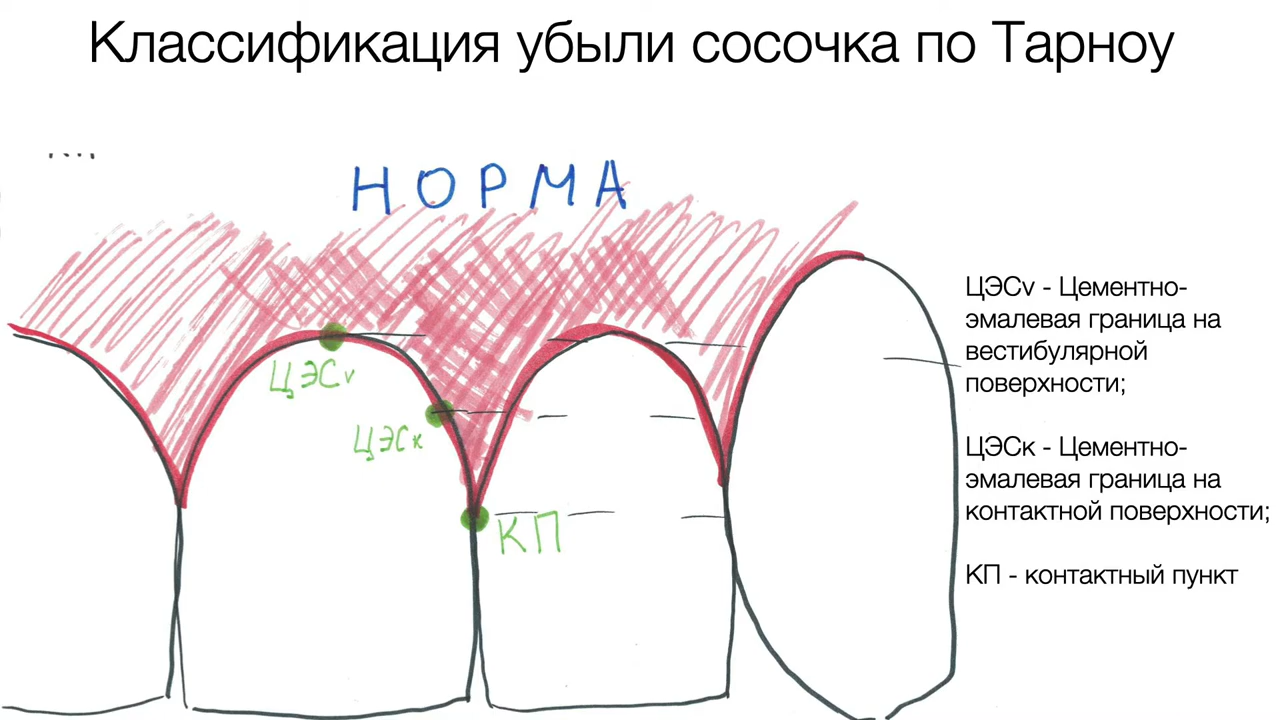 Классификация убыли сосочка по Тарноу
НОРМА
ЦЭСv
ЦЭСк
КП
ЦЭСv - Цементно-
эмалевая граница на
вестибулярной
поверхности;
ЦЭСк - Цементно-
эмалевая граница на
контактной поверхности;
КП - контактный пункт